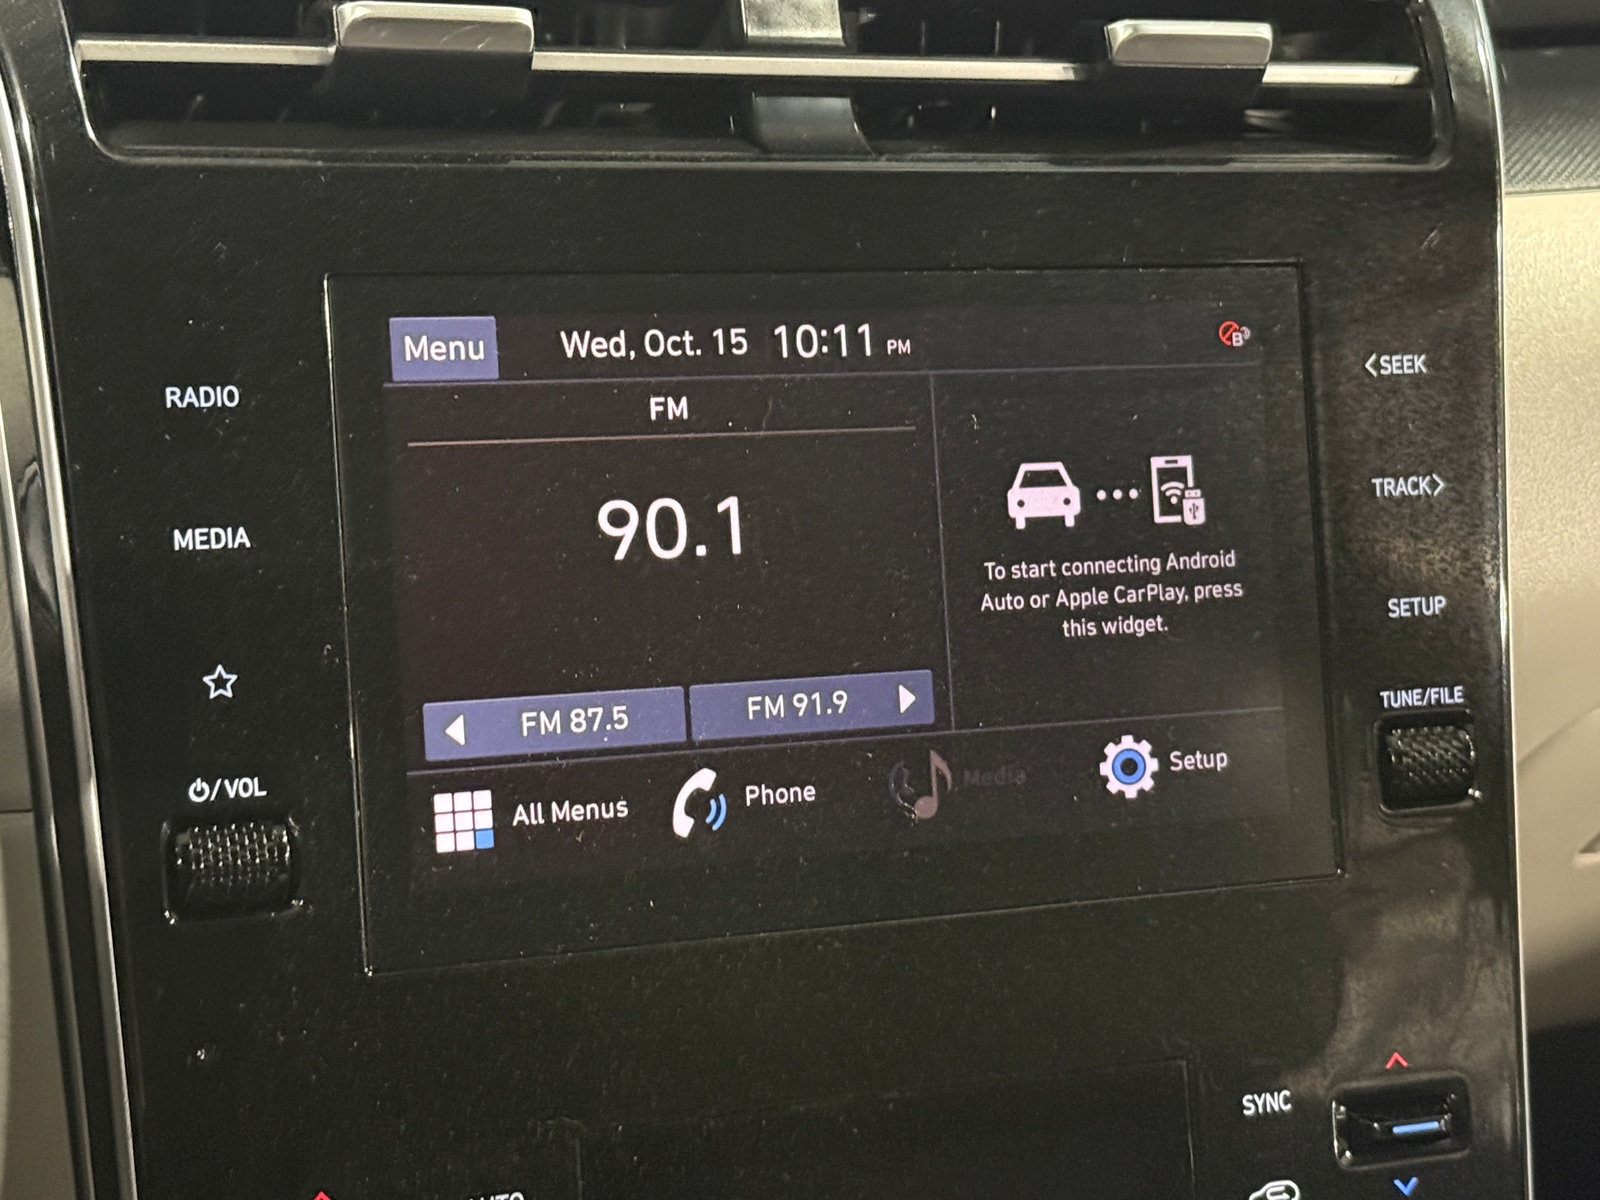 Menu
Wed, Oct. 15 10:11 PM
B
RADIO
MEDIA
/VOL
FM
90.1
FM 87.5
FM 91.9
To start connecting Android
Auto or Apple CarPlay, press
this widget.
All Menus
Phone
Media
Setup
<SEEK
TRACK>
SETUP
TUNE/FILE
SYNC
AUTO